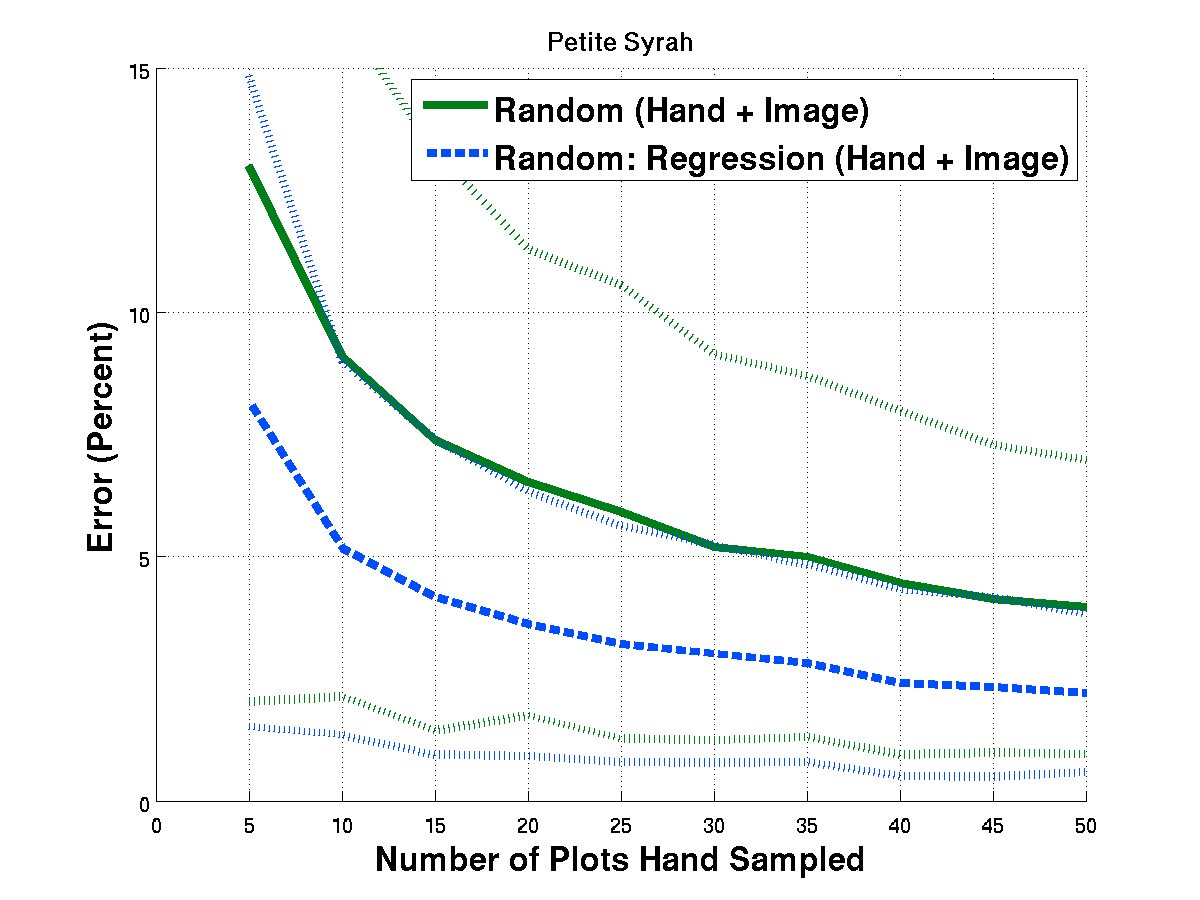 Petite Syrah
15
10
5
0
Error (Percent)
Random (Hand + Image)
Random: Regression (Hand + Image)
0 5 10 15 20 25 30 35 40 45 50
Number of Plots Hand Sampled